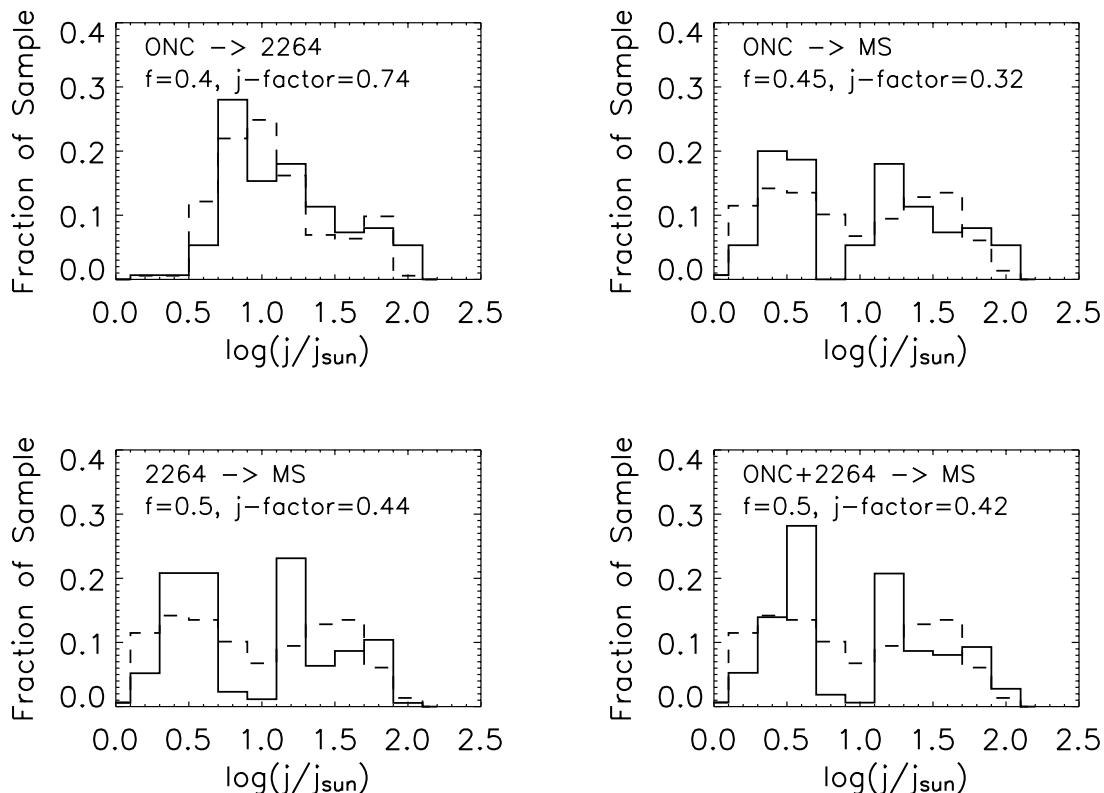 ONC -> 2264
f=0.4, j-factor=0.74
Fraction of Sample
0.4
0.3
0.2
0.1
0.0
0.0 0.5 1.0 1.5 2.0 2.5
log(j/jsun)
ONC -> MS
f=0.45, j-factor=0.32
Fraction of Sample
0.4
0.3
0.2
0.1
0.0
0.0 0.5 1.0 1.5 2.0 2.5
log(j/jsun)
2264 -> MS
f=0.5, j-factor=0.44
Fraction of Sample
0.4
0.3
0.2
0.1
0.0
0.0 0.5 1.0 1.5 2.0 2.5
log(j/jsun)
ONC+2264 -> MS
f=0.5, j-factor=0.42
Fraction of Sample
0.4
0.3
0.2
0.1
0.0
0.0 0.5 1.0 1.5 2.0 2.5
log(j/jsun)